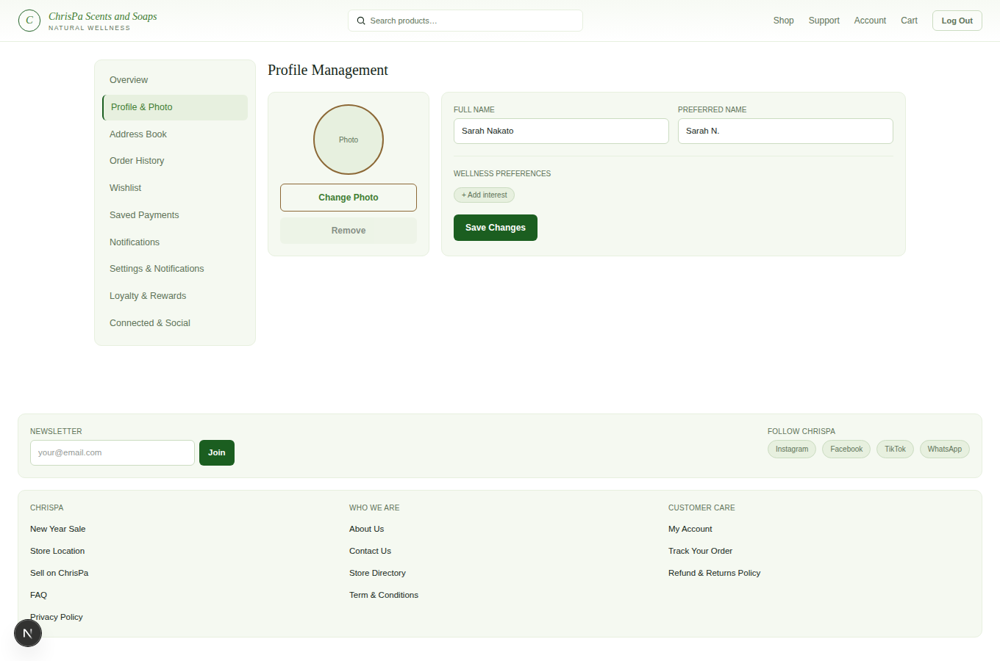 C
ChrisPa Scents and Soaps
NATURAL WELLNESS
Search products…
Shop
Support
Account
Cart
Log Out
Overview
Profile & Photo
Address Book
Order History
Wishlist
Saved Payments
Notifications
Settings & Notifications
Loyalty & Rewards
Connected & Social
Profile Management
Photo
Change Photo
Remove
FULL NAME
Sarah Nakato
PREFERRED NAME
Sarah N.
WELLNESS PREFERENCES
+ Add interest
Save Changes
NEWSLETTER
your@email.com
Join
FOLLOW CHRISPA
Instagram
Facebook
TikTok
WhatsApp
CHRISPA
New Year Sale
Store Location
Sell on ChrisPa
FAQ
Privacy Policy
WHO WE ARE
About Us
Contact Us
Store Directory
Term & Conditions
CUSTOMER CARE
My Account
Track Your Order
Refund & Returns Policy
N